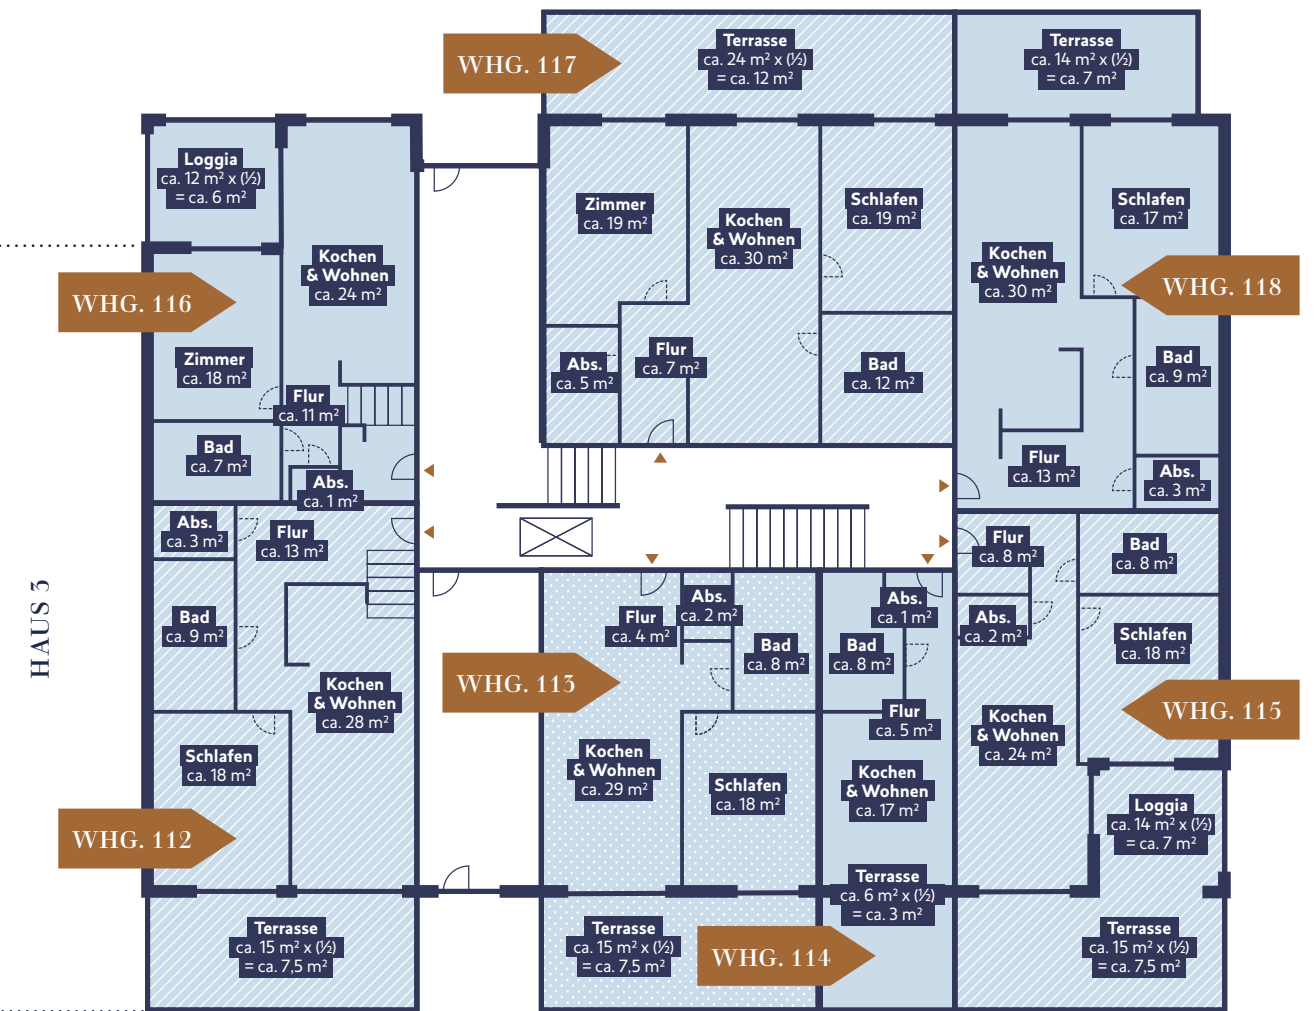 WHG. 117
Terrasse
ca. 24 m² x (½)
= ca. 12 m²
Terrasse
ca. 14 m² x (½)
= ca. 7 m²
Loggia
ca. 12 m² x (½)
= ca. 6 m²
Kochen
& Wohnen
ca. 24 m²
WHG. 116
Zimmer
ca. 18 m²
Flur
ca. 11 m²
Bad
ca. 7 m²
Abs.
ca. 1 m²
Zimmer
ca. 19 m²
Kochen
& Wohnen
ca. 30 m²
Schlafen
ca. 19 m²
Abs.
ca. 5 m²
Flur
ca. 7 m²
Bad
ca. 12 m²
Schlafen
ca. 17 m²
Kochen
& Wohnen
ca. 30 m²
WHG. 118
Bad
ca. 9 m²
Flur
ca. 13 m²
Abs.
ca. 3 m²
HAUS 3
Abs.
ca. 3 m²
Flur
ca. 13 m²
Bad
ca. 9 m²
Kochen
& Wohnen
ca. 28 m²
Schlafen
ca. 18 m²
WHG. 112
Terrasse
ca. 15 m² x (½)
= ca. 7,5 m²
Flur
ca. 4 m²
Abs.
ca. 2 m²
Bad
ca. 8 m²
WHG. 113
Kochen
& Wohnen
ca. 29 m²
Schlafen
ca. 18 m²
Terrasse
ca. 15 m² x (½)
= ca. 7,5 m²
Abs.
ca. 1 m²
Bad
ca. 8 m²
Flur
ca. 5 m²
Kochen
& Wohnen
ca. 17 m²
Terrasse
ca. 6 m² x (½)
= ca. 3 m²
WHG. 114
Flur
ca. 8 m²
Bad
ca. 8 m²
Abs.
ca. 2 m²
Schlafen
ca. 18 m²
WHG. 115
Kochen
& Wohnen
ca. 24 m²
Loggia
ca. 14 m² x (½)
= ca. 7 m²
Terrasse
ca. 15 m² x (½)
= ca. 7,5 m²